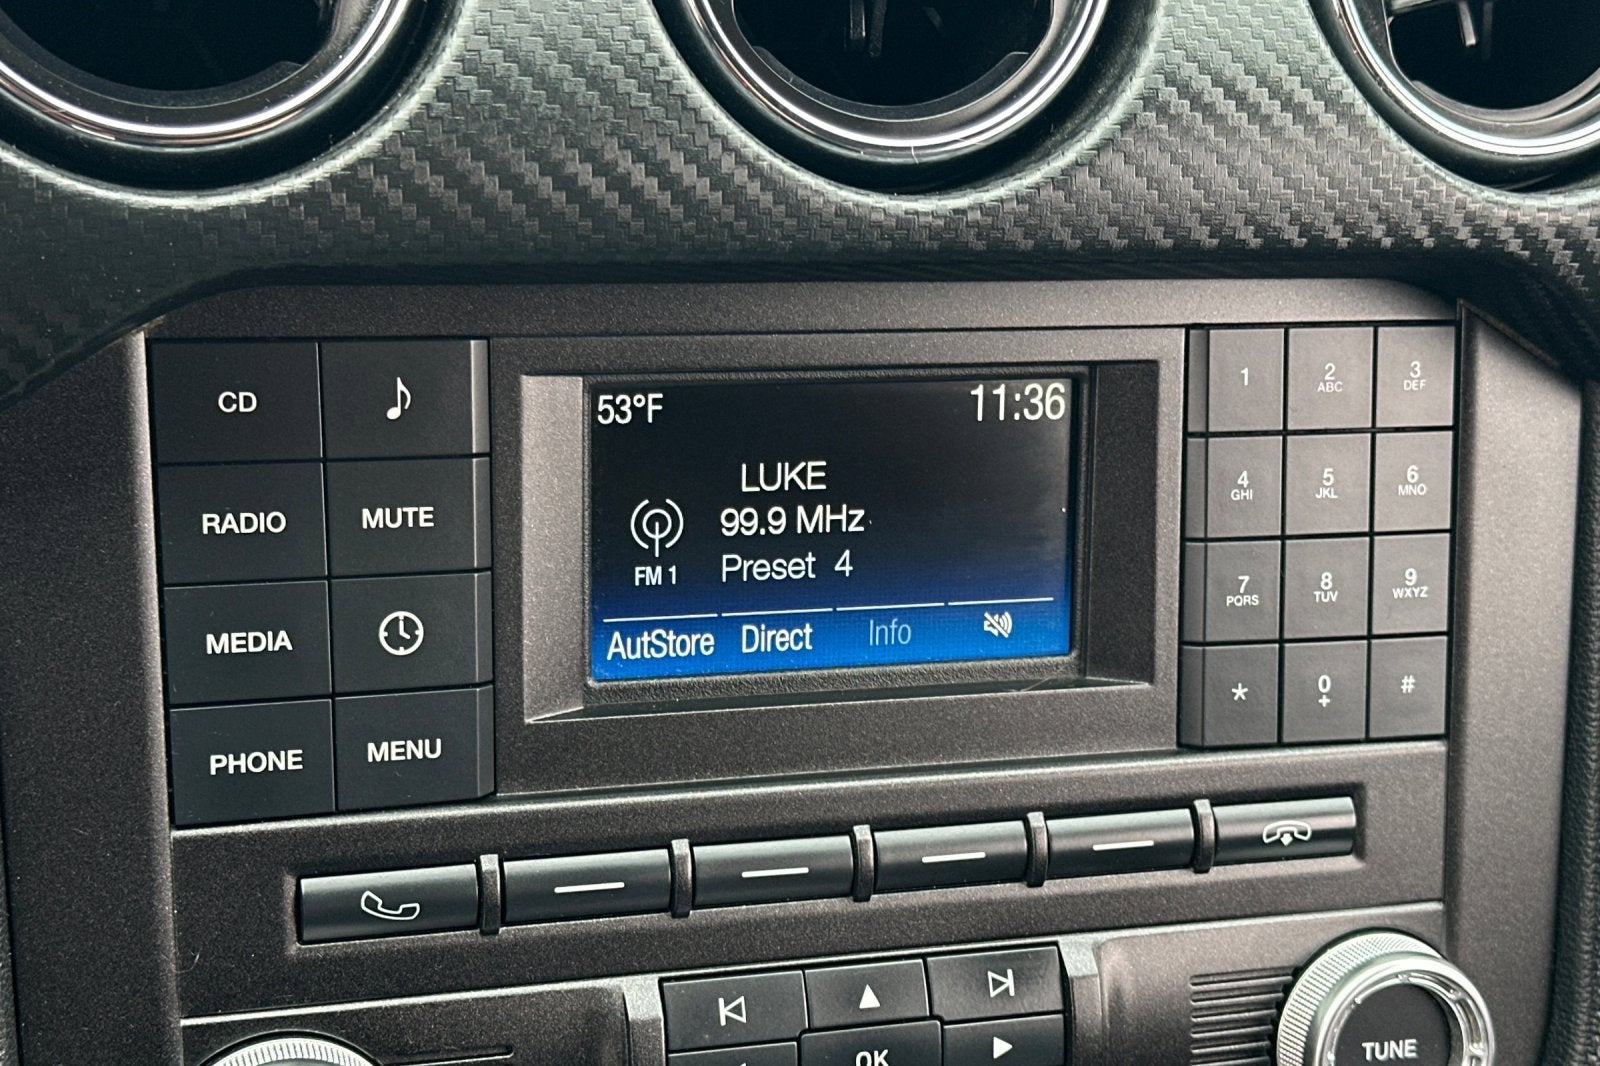 CD
RADIO
MUTE
MEDIA
PHONE
MENU
53°F
11:36
LUKE
99.9 MHz
FM 1
Preset 4
AutStore
Direct
Info
1
2
ABC
3
DEF
4
GHI
5
JKL
6
MNO
7
PQRS
8
TUV
9
WXYZ
*
0
+
#
OK
TUNE